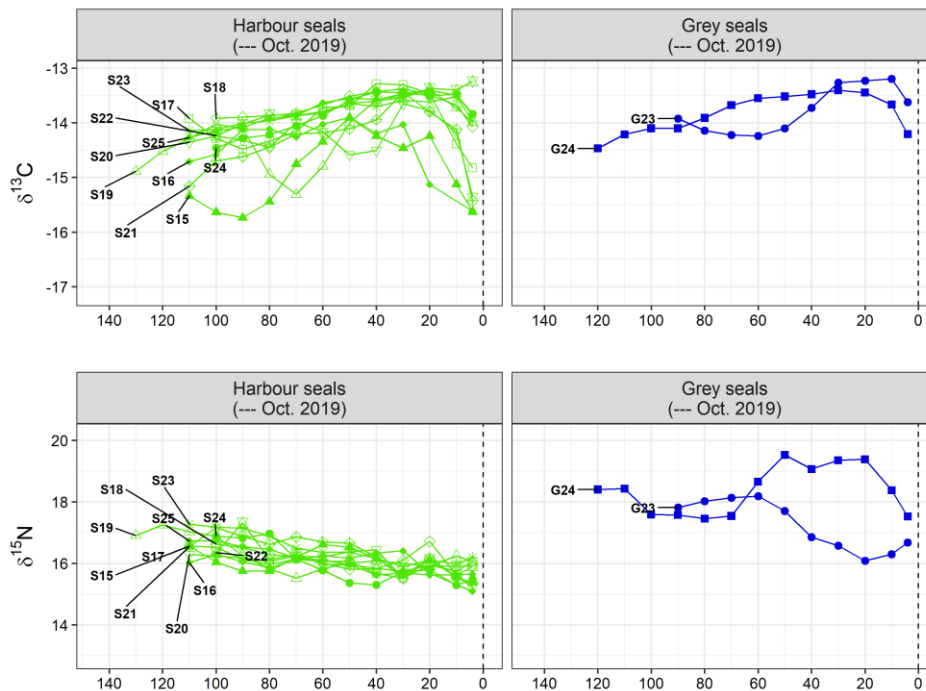 Harbour seals
(--- Oct. 2019)
Grey seals
(--- Oct. 2019)
δ13C
-13
-14
-15
-16
-17
S23
S17
S18
S22
S25
S20
S24
S19
S16
S21
S15
G23
G24
140 120 100 80 60 40 20 0
140 120 100 80 60 40 20 0
Harbour seals
(--- Oct. 2019)
Grey seals
(--- Oct. 2019)
δ15N
20
18
16
14
S23
S18
S25
S24
S19
S17
S22
S15
S16
S21
S20
G24
G23
140 120 100 80 60 40 20 0
140 120 100 80 60 40 20 0